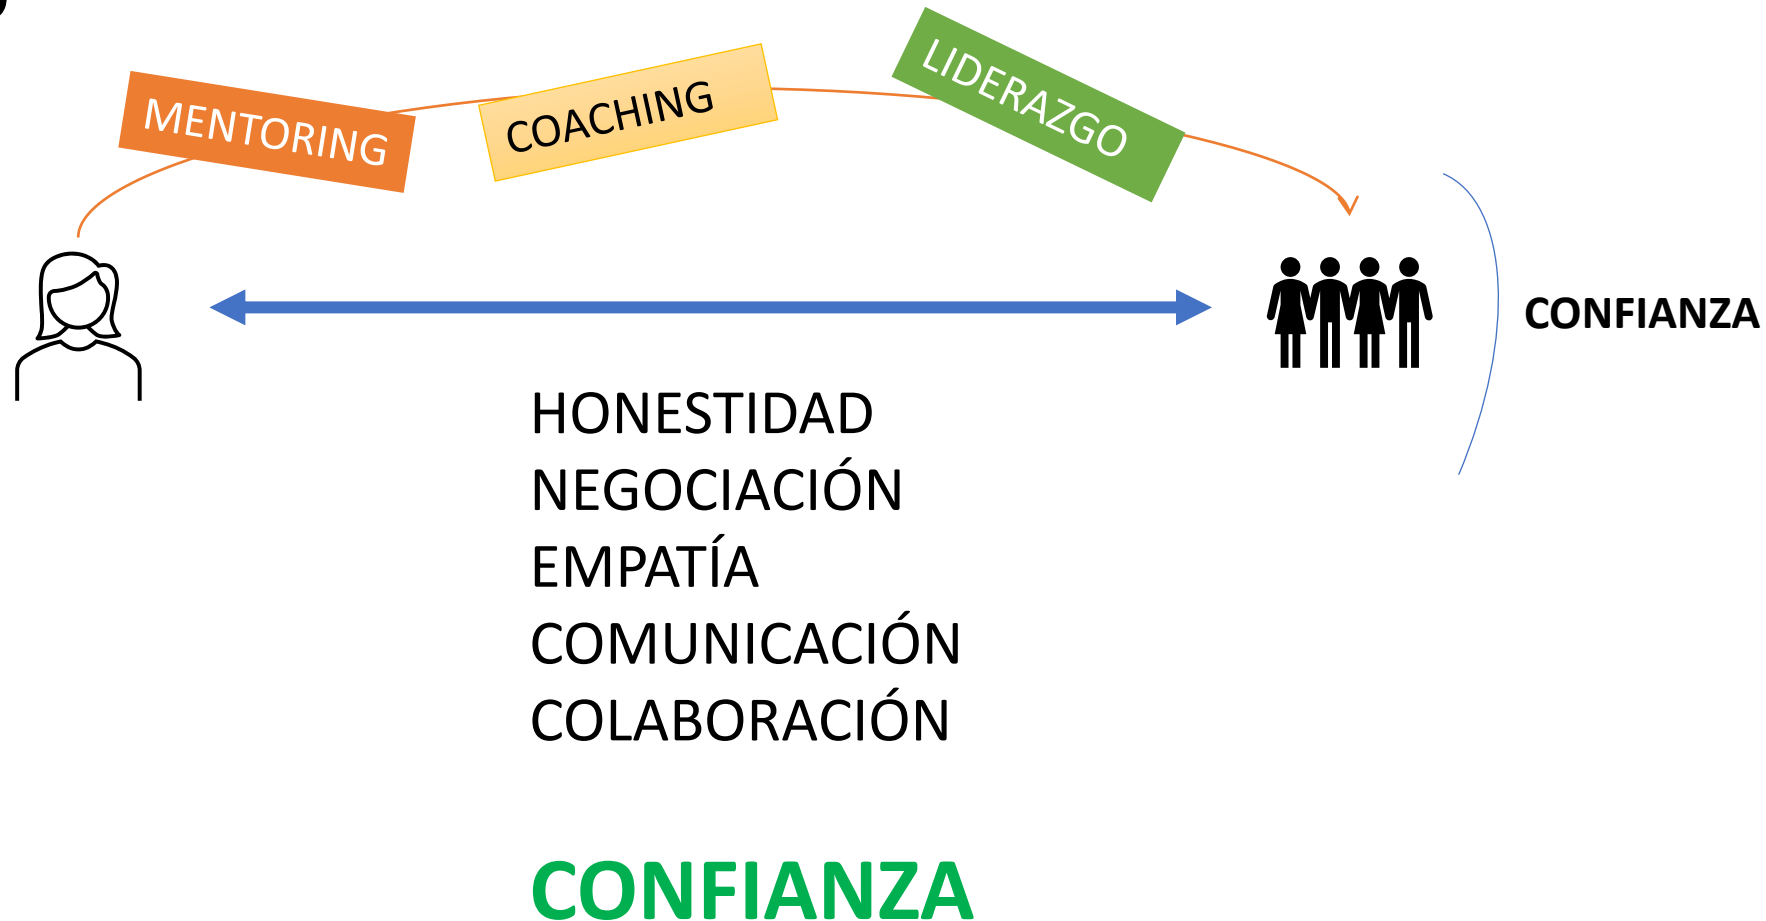 MENTORING
COACHING
LIDERAZGO
CONFIANZA
HONESTIDAD
NEGOCIACIÓN
EMPATÍA
COMUNICACIÓN
COLABORACIÓN
CONFIANZA